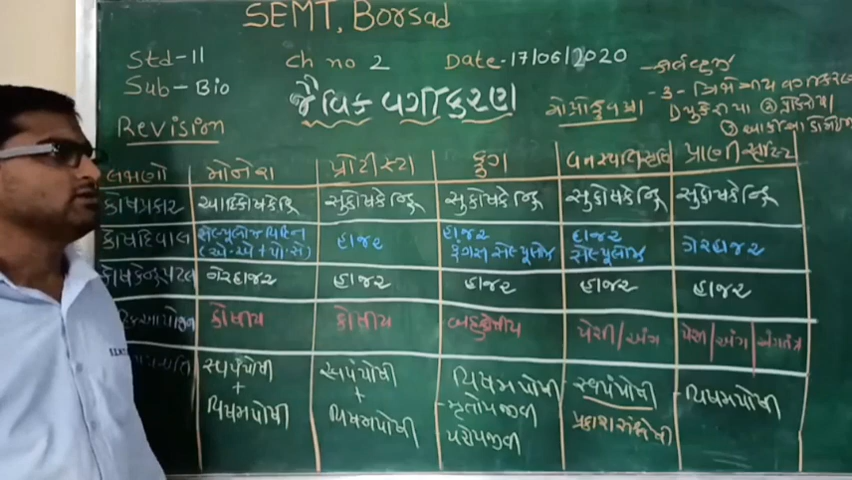 SEMT, Borsad
Std-11 Ch no 2 Date-17/06/2020
Sub-Bio
જૈવિક વર્ગીકરણ
Revision
લક્ષણો મોનેરા પ્રોટીસ્ટા ફૂગ વનસ્પતિસૃષ્ટિ પ્રાણીસૃષ્ટિ
કોષપ્રકાર આદિકોષકેન્દ્રિ સુકોષકેન્દ્રિ સુકોષકેન્દ્રિ સુકોષકેન્દ્રિ સુકોષકેન્દ્રિ
કોષદિવાલ સેલ્યુલોઝ વિહિન હાજર હાજર હાજર ગેરહાજર
(એ.એ + પો.સે) ફંગસ સેલ્યુલોઝ સેલ્યુલોઝ
કોષકેન્દ્રપટલ ગેરહાજર હાજર હાજર હાજર હાજર
કોષીય કોષીય બહુકોષીય પેશી/અંગ પેશી/અંગ/અંગતંત્ર
સ્વયંપોષી સ્વયંપોષી વિષમપોષી સ્વયંપોષી વિષમપોષી
+ + -મૃતોપજીવી પ્રકાશસંશ્લેષી
વિષમપોષી વિષમપોષી પરોપજીવી